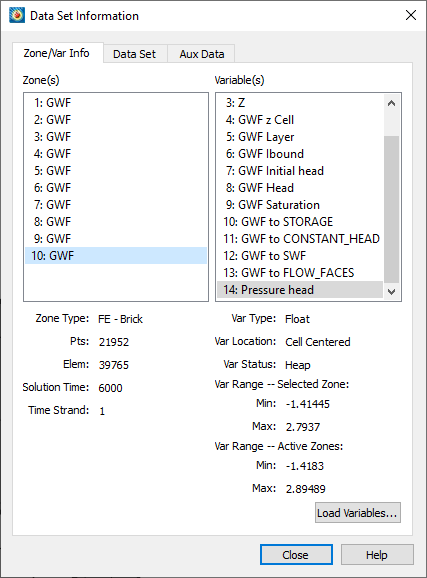 Data Set Information
Zone/Var Info
Data Set
Aux Data
Zone(s)
1: GWF
2: GWF
3: GWF
4: GWF
5: GWF
6: GWF
7: GWF
8: GWF
9: GWF
10: GWF
Variable(s)
3: Z
4: GWF z Cell
5: GWF Layer
6: GWF Ibound
7: GWF Initial head
8: GWF Head
9: GWF Saturation
10: GWF to STORAGE
11: GWF to CONSTANT_HEAD
12: GWF to SWF
13: GWF to FLOW_FACES
14: Pressure head
Zone Type: FE - Brick
Pts: 21952
Elem: 39765
Solution Time: 6000
Time Strand: 1
Var Type: Float
Var Location: Cell Centered
Var Status: Heap
Var Range -- Selected Zone:
Min: -1.41445
Max: 2.7937
Var Range -- Active Zones:
Min: -1.4183
Max: 2.89489
Load Variables...
Close
Help